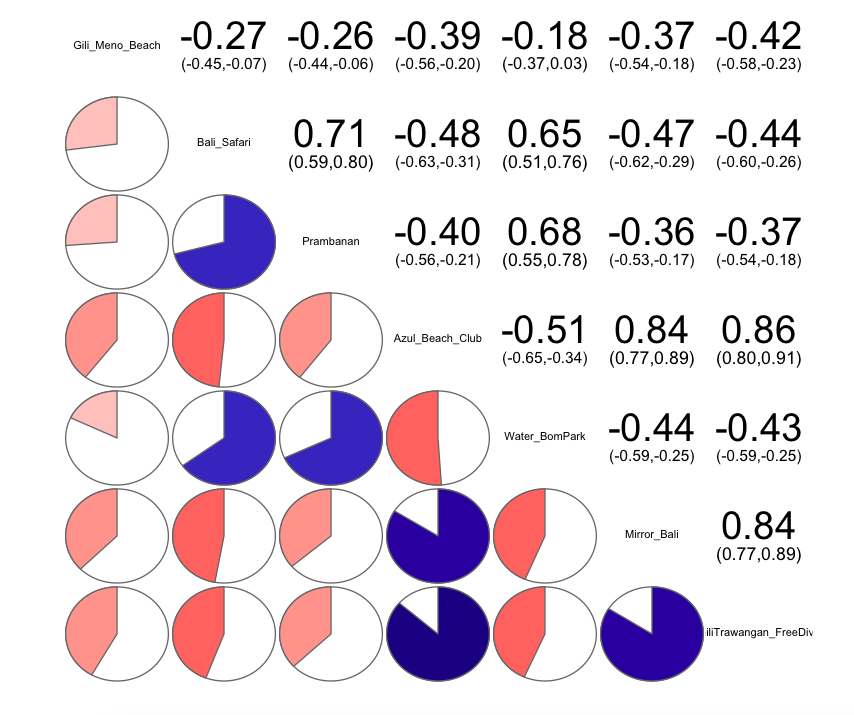 Gili_Meno_Beach -0.27 -0.26 -0.39 -0.18 -0.37 -0.42
(-0.45,-0.07) (-0.44,-0.06) (-0.56,-0.20) (-0.37,0.03) (-0.54,-0.18) (-0.58,-0.23)
Bali_Safari 0.71 -0.48 0.65 -0.47 -0.44
(0.59,0.80) (-0.63,-0.31) (0.51,0.76) (-0.62,-0.29) (-0.60,-0.26)
Prambanan -0.40 0.68 -0.36 -0.37
(-0.56,-0.21) (0.55,0.78) (-0.53,-0.17) (-0.54,-0.18)
Azul_Beach_Club -0.51 0.84 0.86
(-0.65,-0.34) (0.77,0.89) (0.80,0.91)
Water_BomPark -0.44 -0.43
(-0.59,-0.25) (-0.59,-0.25)
Mirror_Bali 0.84
(0.77,0.89)
iliTrawangan_FreeDiv